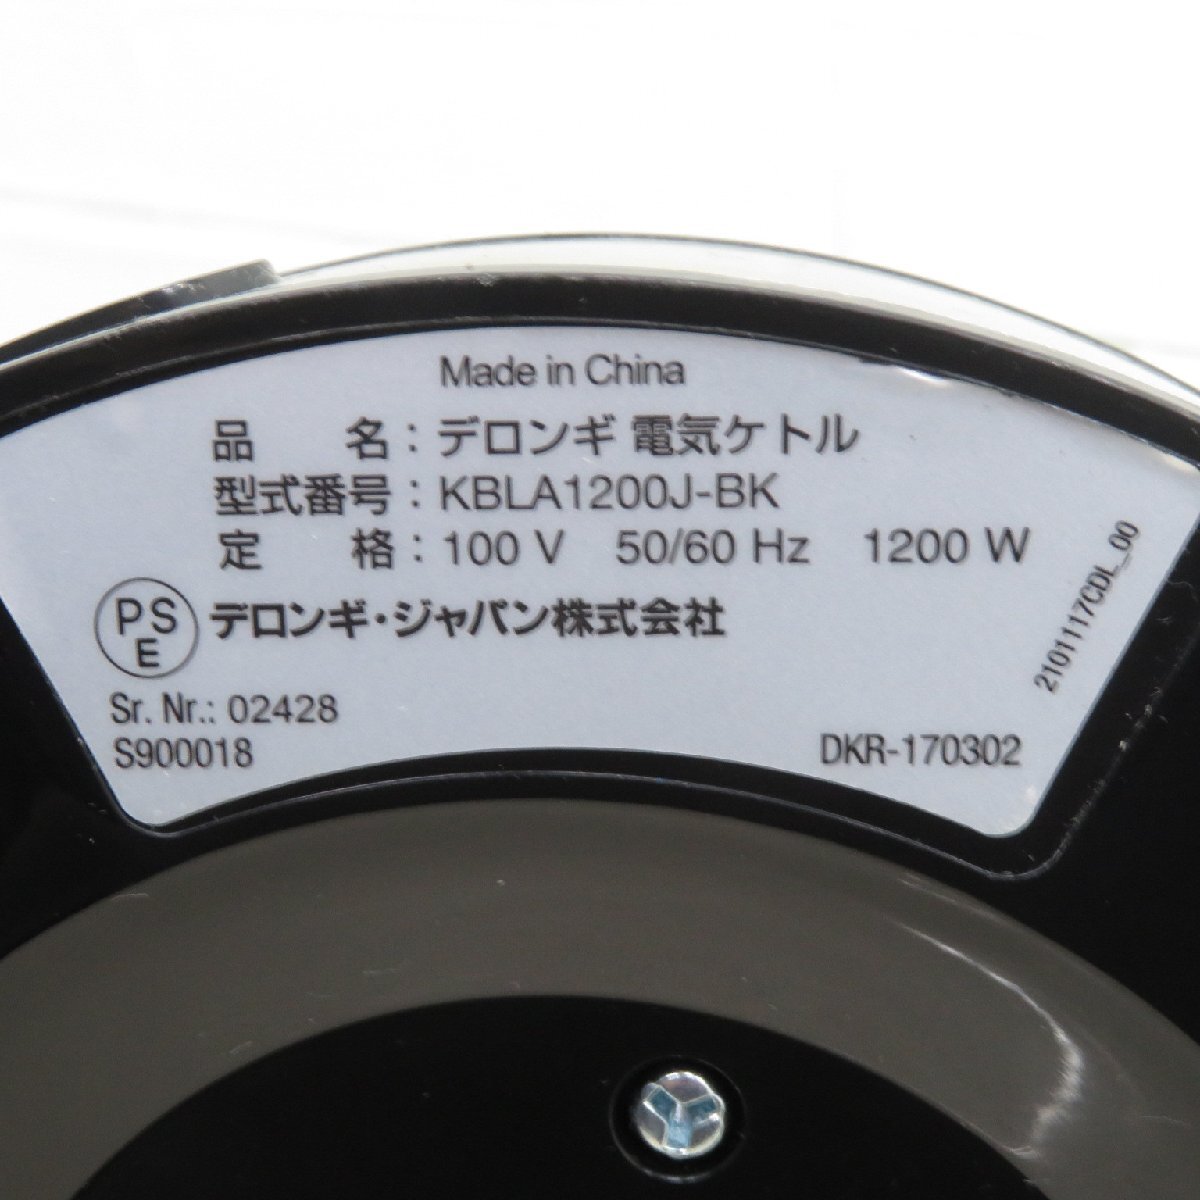 Made in China
品 名：デロンギ 電気ケトル
型式番号：KBLA1200J-BK
定 格：100 V 50/60 Hz 1200 W
PS
E
デロンギ・ジャパン株式会社
Sr. Nr.: 02428
S900018
DKR-170302
2101117CDL_00